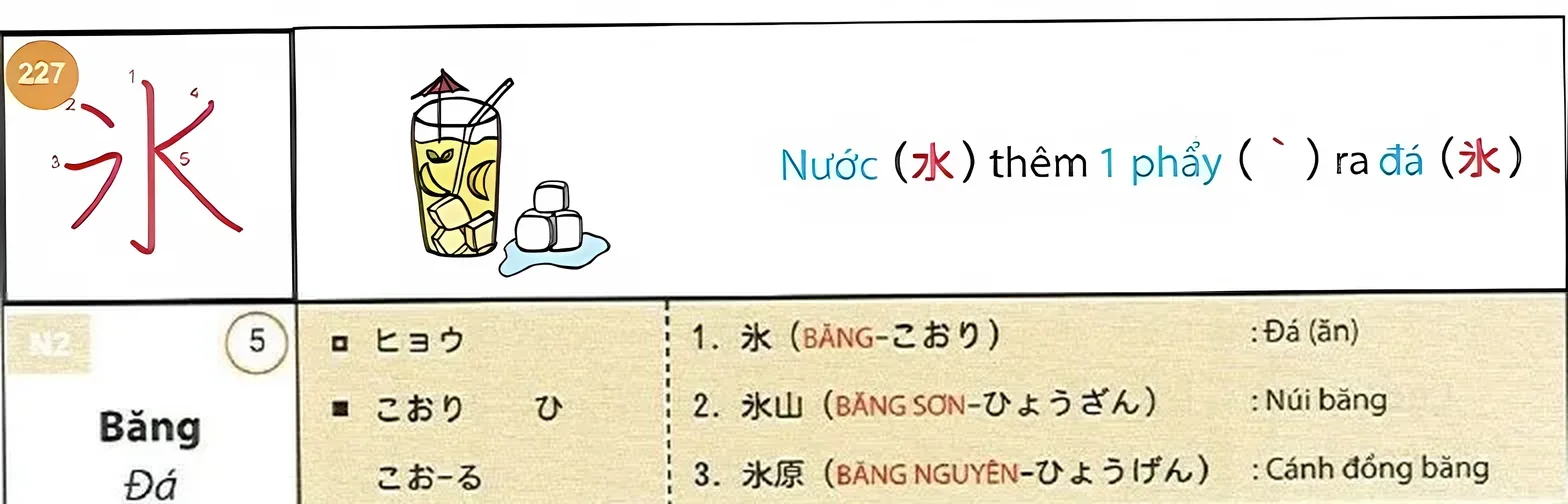 227
氷
1
2
3
4
5
Nước (水) thêm 1 phẩy (丶) ra đá (氷)
N2
5
Băng
Đá
ヒョウ
こおり ひ
こお-る
1. 氷 (BĂNG-こおり) : Đá (ăn)
2. 氷山 (BĂNG SƠN-ひょうざん) : Núi băng
3. 氷原 (BĂNG NGUYÊN-ひょうげん) : Cánh đồng băng